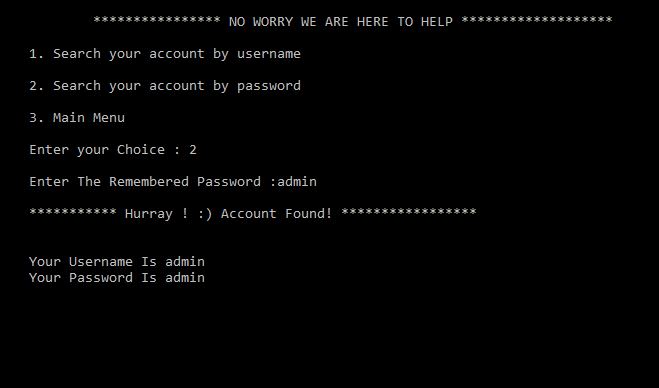 **************** NO WORRY WE ARE HERE TO HELP *******************
1. Search your account by username
2. Search your account by password
3. Main Menu
Enter your Choice : 2
Enter The Remembered Password :admin
*********** Hurray ! :) Account Found! *****************
Your Username Is admin
Your Password Is admin